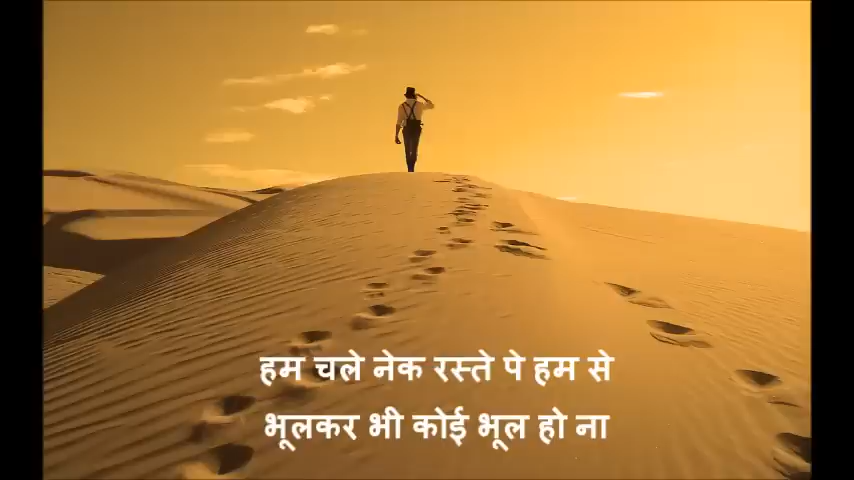 हम चले नेक रस्ते पे हम से
भूलकर भी कोई भूल हो ना